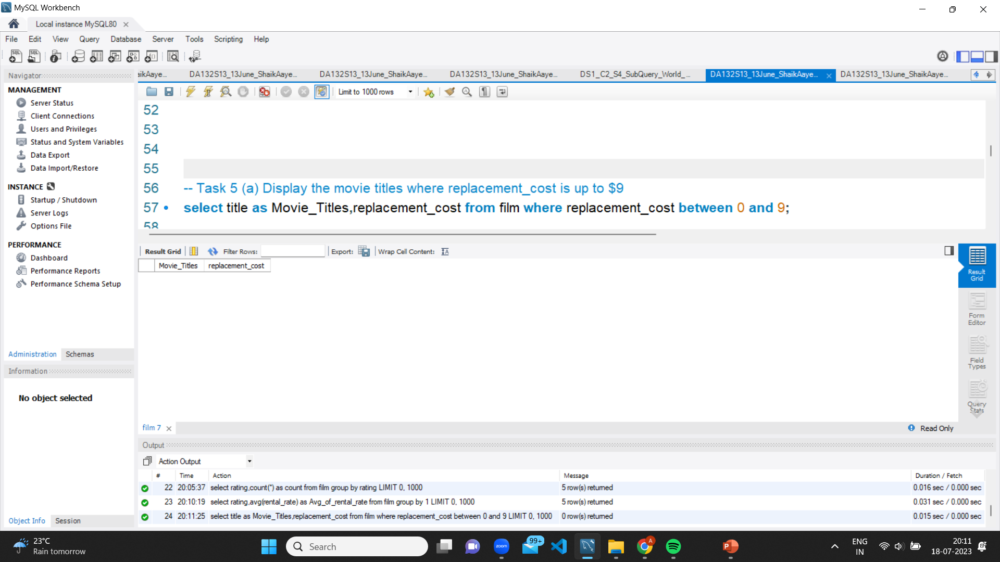 MySQL Workbench
Local instance MySQL80
File Edit View Query Database Server Tools Scripting Help
Navigator
MANAGEMENT
Server Status
Client Connections
Users and Privileges
Status and System Variables
Data Export
Data Import/Restore
INSTANCE
Startup / Shutdown
Server Logs
Options File
PERFORMANCE
Dashboard
Performance Reports
Performance Schema Setup
Administration Schemas
Information
No object selected
Object Info Session
aikAaye... DA132S13_13June_ShaikAaye... DA132S13_13June_ShaikAaye... DA132S13_13June_ShaikAaye... DS1_C2_S4_SubQuery_World_... DA132S13_13June_ShaikAaye... DA132S13_13June_ShaikAaye...
Limit to 1000 rows
52
53
54
55
56 -- Task 5 (a) Display the movie titles where replacement_cost is up to $9
57 select title as Movie_Titles,replacement_cost from film where replacement_cost between 0 and 9;
58
Result Grid Filter Rows: Export: Wrap Cell Content:
Movie_Titles replacement_cost
Result
Grid
Form
Editor
Field
Types
Query
Stats
film 7 Read Only
Output
Action Output
# Time Action Message Duration / Fetch
22 20:05:37 select rating,count(*) as count from film group by rating LIMIT 0, 1000 5 row(s) returned 0.016 sec / 0.000 sec
23 20:10:19 select rating,avg(rental_rate) as Avg_of_rental_rate from film group by 1 LIMIT 0, 1000 5 row(s) returned 0.031 sec / 0.000 sec
24 20:11:25 select title as Movie_Titles,replacement_cost from film where replacement_cost between 0 and 9 LIMIT 0, 1000 0 row(s) returned 0.015 sec / 0.000 sec
23°C
Rain tomorrow
Search
zoom
99+
A
P
ENG
IN
20:11
18-07-2023